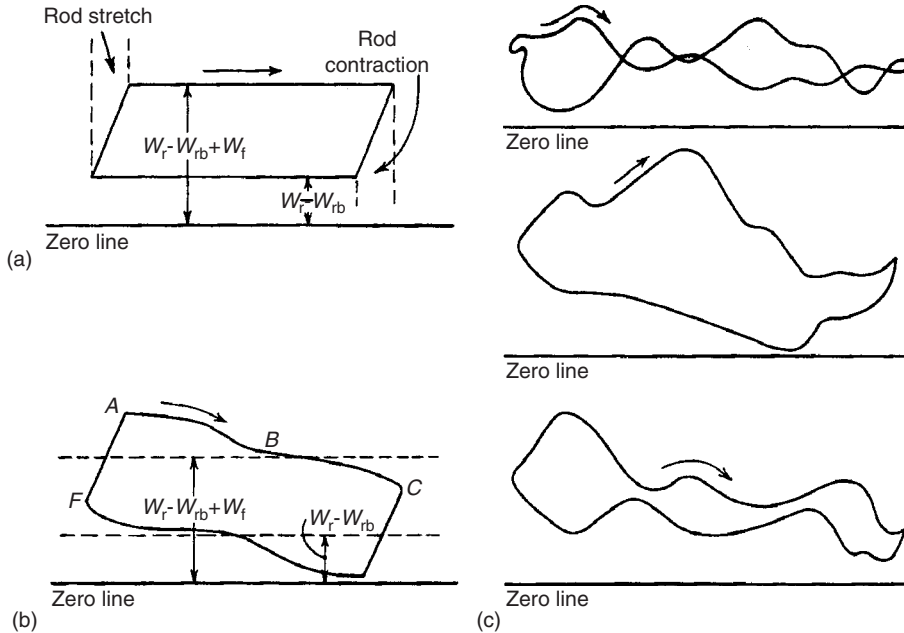 Rod stretch
Rod
contraction
W_r-W_rb+W_f
W_r-W_rb
Zero line
(a)
A
B
C
F
W_r-W_rb+W_f
W_r-W_rb
Zero line
(b)
Zero line
Zero line
Zero line
(c)